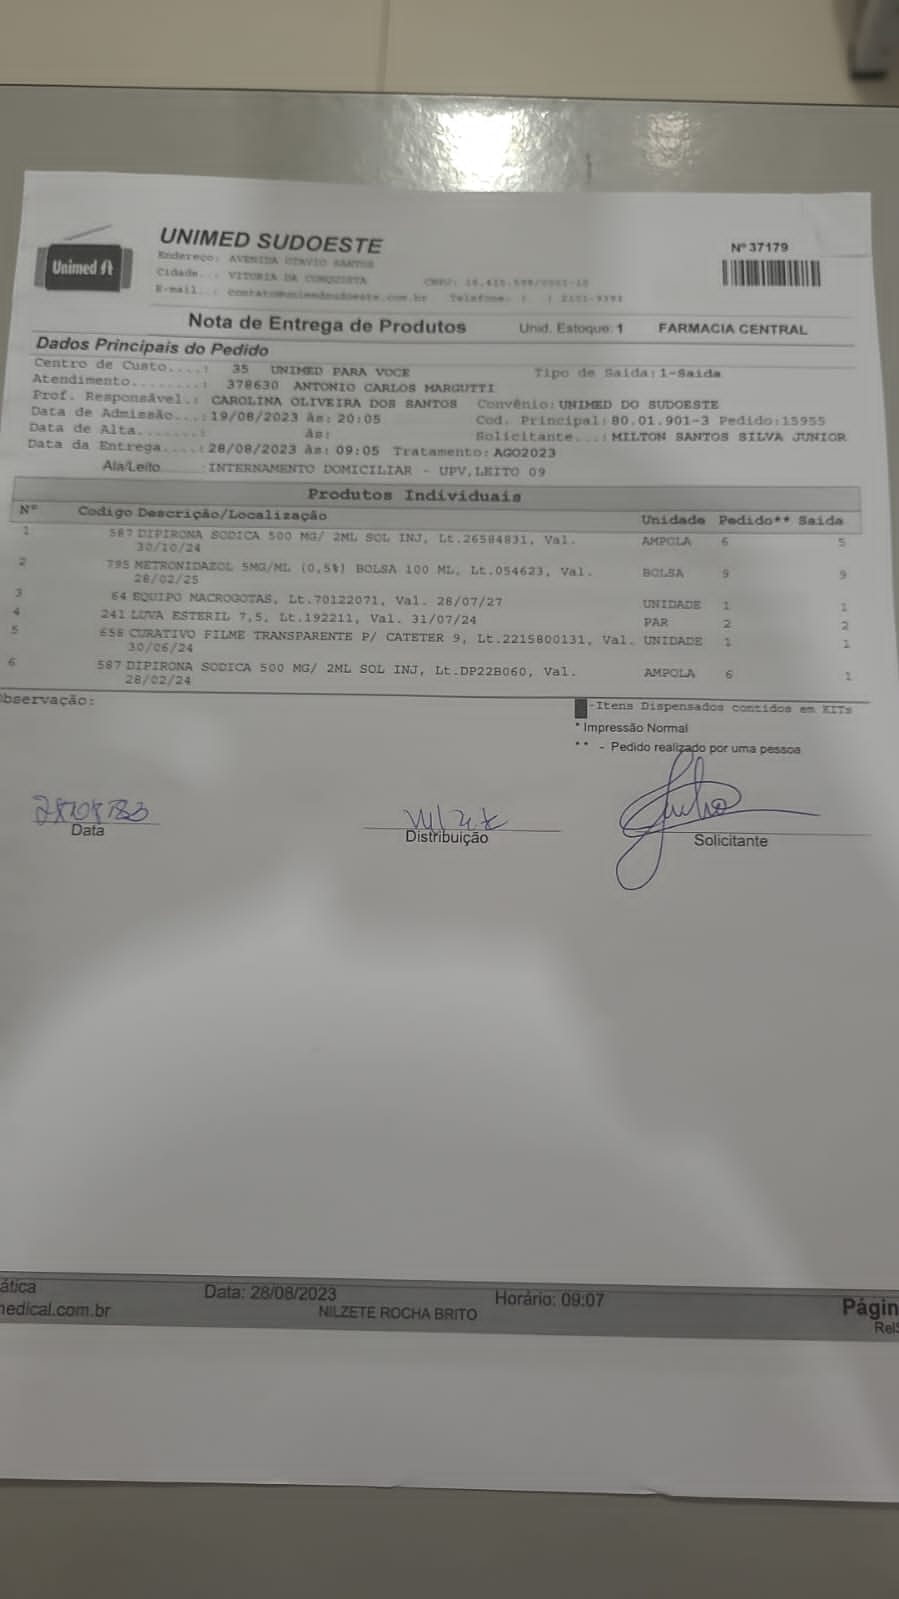 Unimed
UNIMED SUDOESTE
Nº 37179
Endereço: AVENIDA OTAVIO SANTOS
Cidade..: VITORIA DA CONQUISTA
E-mail..: contato@unimedsudoeste.com.br Telefone: ( )
Nota de Entrega de Produtos Unid. Estoque: 1 FARMACIA CENTRAL
Dados Principais do Pedido
Centro de Custo....: 35 UNIMED PARA VOCE Tipo de Saida: 1-Saida
Atendimento........: 378630 ANTONIO CARLOS MARGUTTI
Prof. Responsável.: CAROLINA OLIVEIRA DOS SANTOS Convênio: UNIMED DO SUDOESTE
Data de Admissão...: 19/08/2023 às: 20:05 Cod. Principal: 80.01.901-3 Pedido: 15955
Data de Alta.......: às: Solicitante...: MILTON SANTOS SILVA JUNIOR
Data da Entrega....: 28/08/2023 às: 09:05 Tratamento: AGO2023
Ala/Leito.......: INTERNAMENTO DOMICILIAR - UPV, LEITO 09
Produtos Individuais
Nº Codigo Descrição/Localização Unidade Pedido** Saida
1 587 DIPIRONA SODICA 500 MG/ 2ML SOL INJ, Lt.26584831, Val. AMPOLA 6 5
30/10/24
2 795 METRONIDAZOL 5MG/ML (0,5%) BOLSA 100 ML, Lt.054623, Val. BOLSA 9 9
28/02/25
3 64 EQUIPO MACROGOTAS, Lt.70122071, Val. 28/07/27 UNIDADE 1 1
4 241 LUVA ESTERIL 7,5, Lt.192211, Val. 31/07/24 PAR 2 2
5 658 CURATIVO FILME TRANSPARENTE P/ CATETER 9, Lt.2215800131, Val. UNIDADE 1 1
30/06/24
6 587 DIPIRONA SODICA 500 MG/ 2ML SOL INJ, Lt.DP22B060, Val. AMPOLA 6 1
28/02/24
Observação:
-Itens Dispensados contidos em KITs
* Impressão Normal
** - Pedido realizado por uma pessoa
Data Distribuição Solicitante
ática Data: 28/08/2023 Horário: 09:07 Págin
nedical.com.br NILZETE ROCHA BRITO RelS